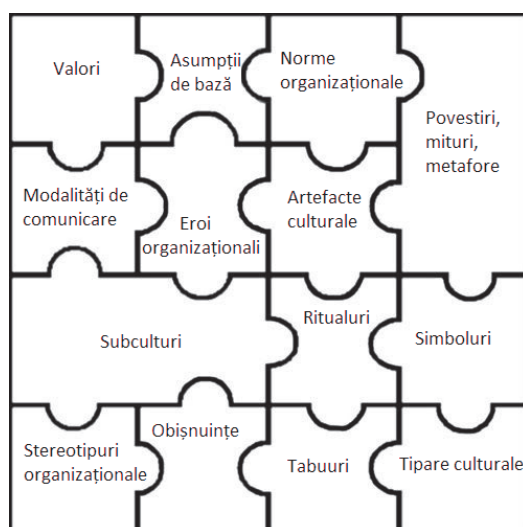 Valori
Asumpții
de bază
Norme
organizaționale
Povestiri,
mituri,
metafore
Modalități de
comunicare
Eroi
organizaționali
Artefacte
culturale
Subculturi
Ritualuri
Simboluri
Stereotipuri
organizaționale
Obișnuințe
Tabuuri
Tipare culturale